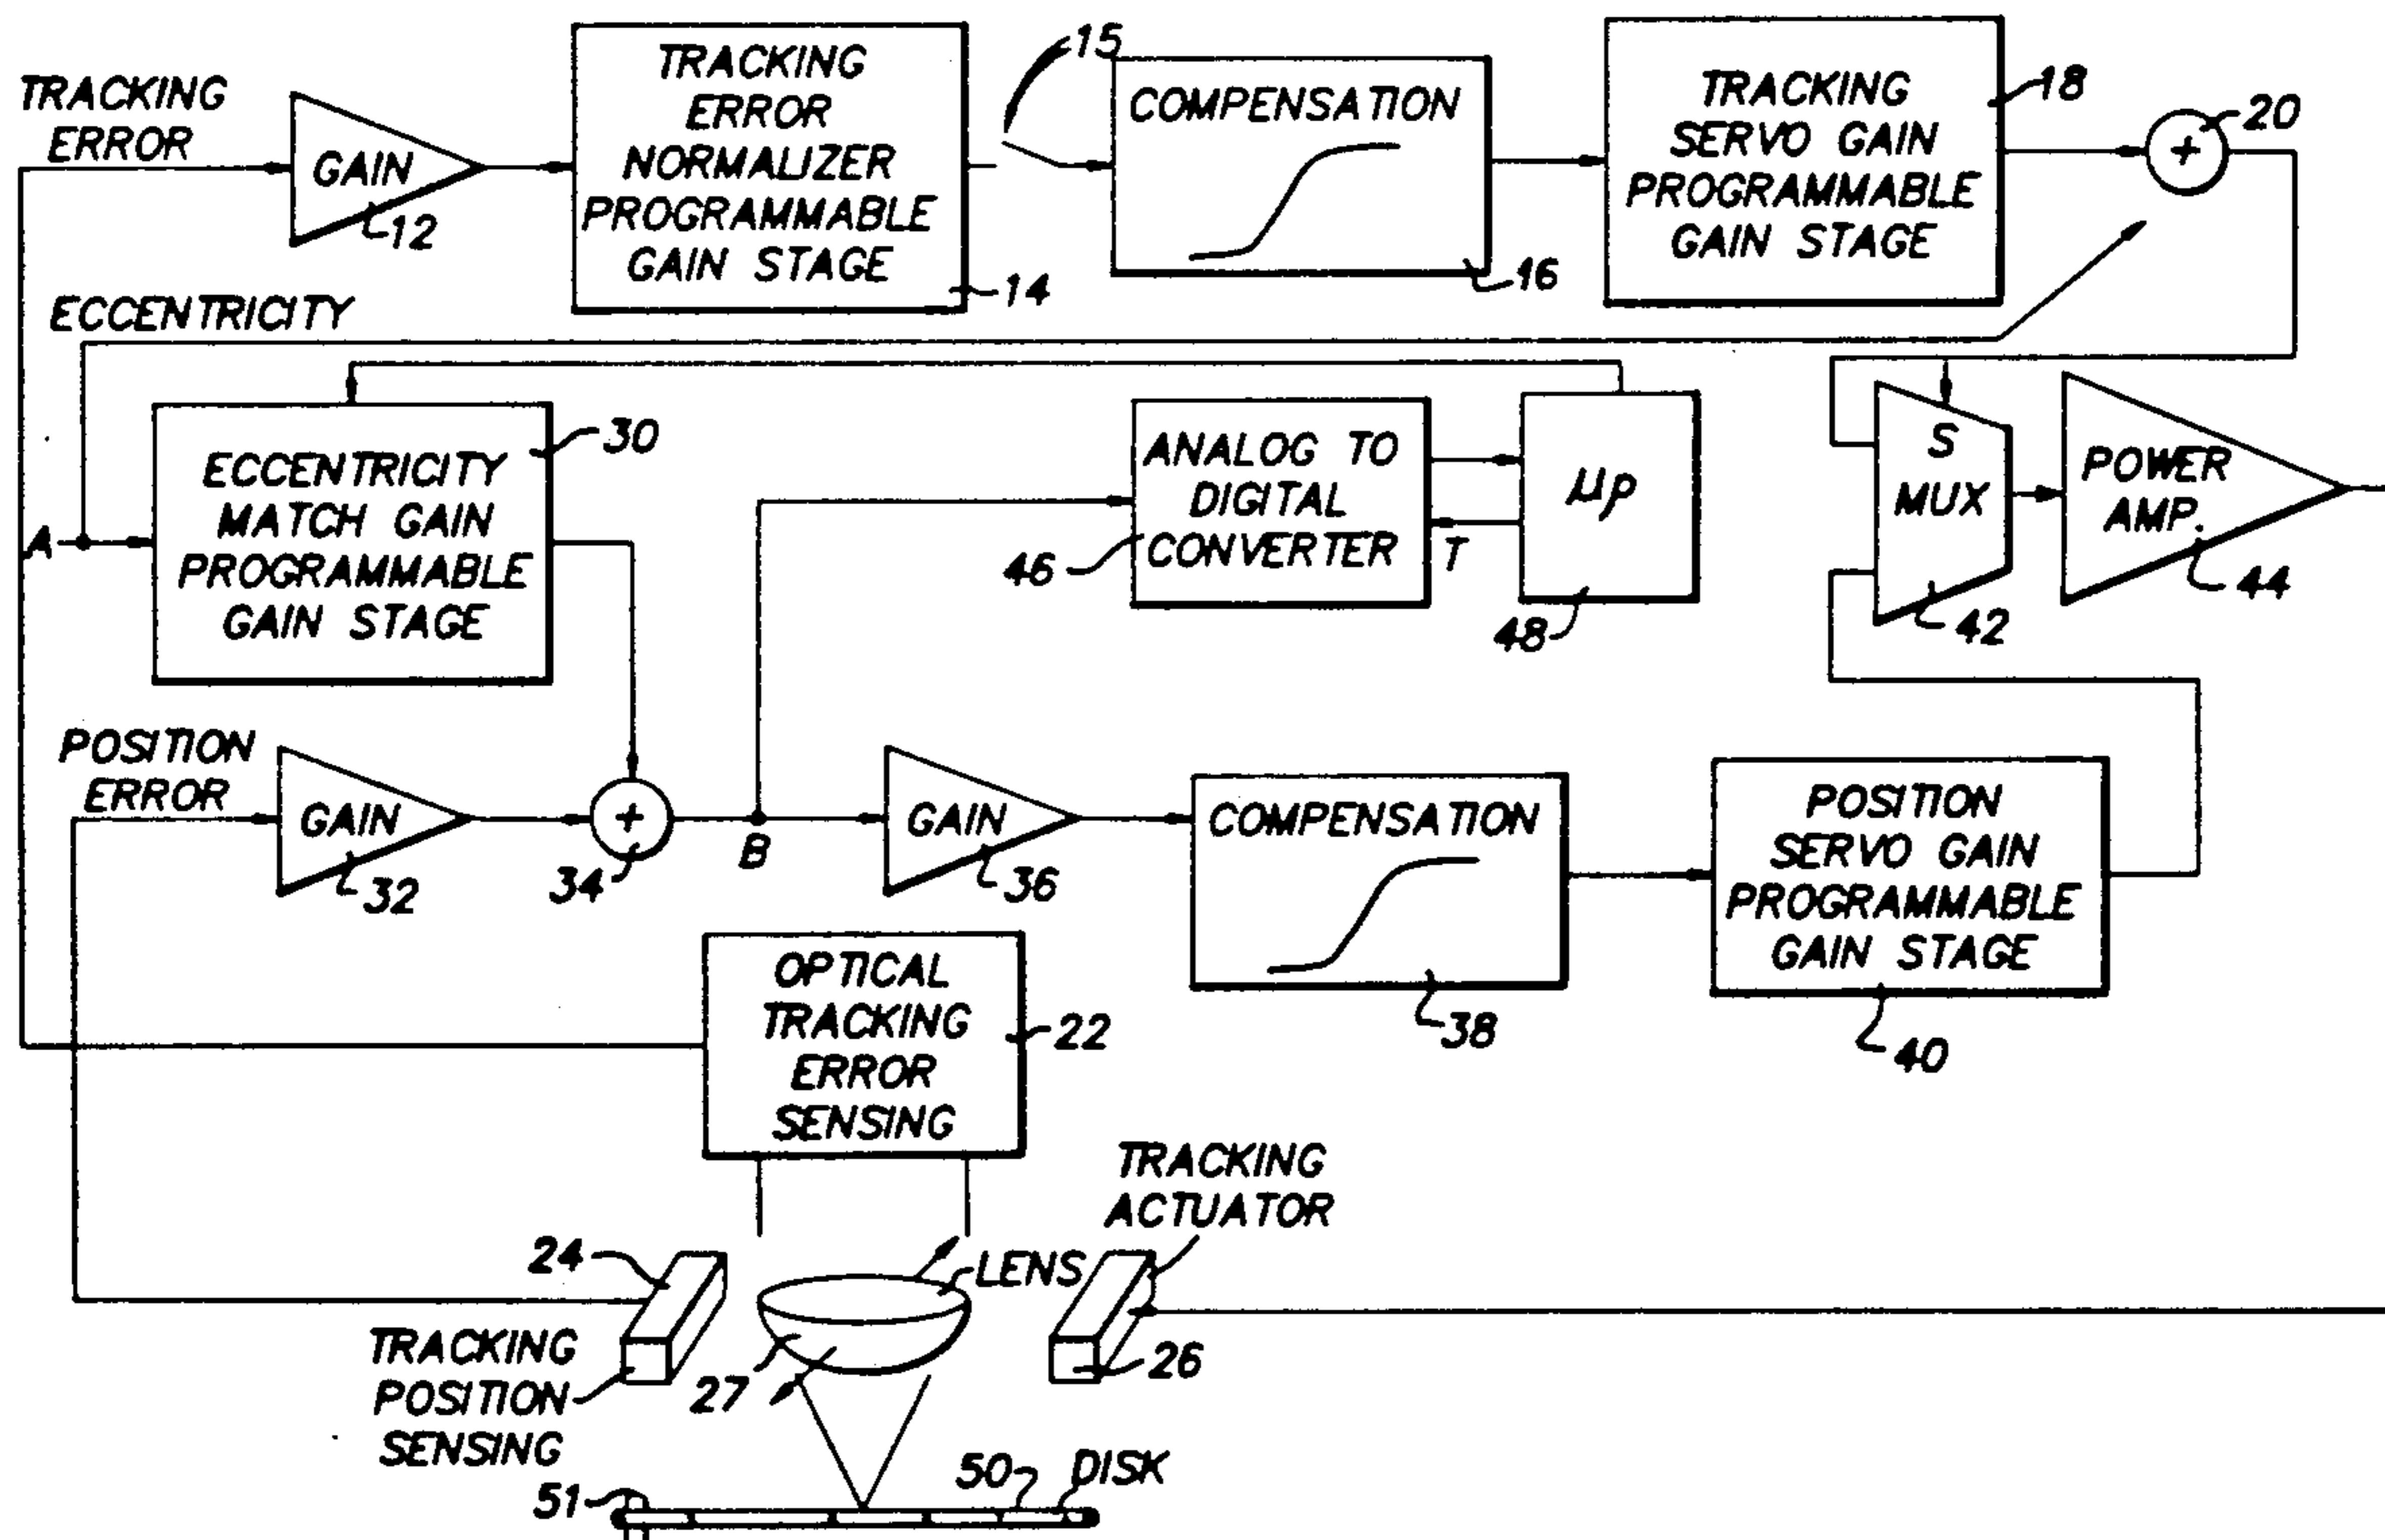 TRACKING
ERROR
GAIN
12
TRACKING
ERROR
NORMALIZER
PROGRAMMABLE
GAIN STAGE
14
15
COMPENSATION
16
TRACKING
SERVO GAIN
PROGRAMMABLE
GAIN STAGE
18
+
20
ECCENTRICITY
A
ECCENTRICITY
MATCH GAIN
PROGRAMMABLE
GAIN STAGE
30
ANALOG TO
DIGITAL
CONVERTER
46
T
μp
48
S
MUX
42
POWER
AMP.
44
POSITION
ERROR
GAIN
32
+
34
B
GAIN
36
COMPENSATION
38
POSITION
SERVO GAIN
PROGRAMMABLE
GAIN STAGE
40
OPTICAL
TRACKING
ERROR
SENSING
22
TRACKING
ACTUATOR
24
LENS
TRACKING
POSITION
SENSING
27
26
51
50
DISK